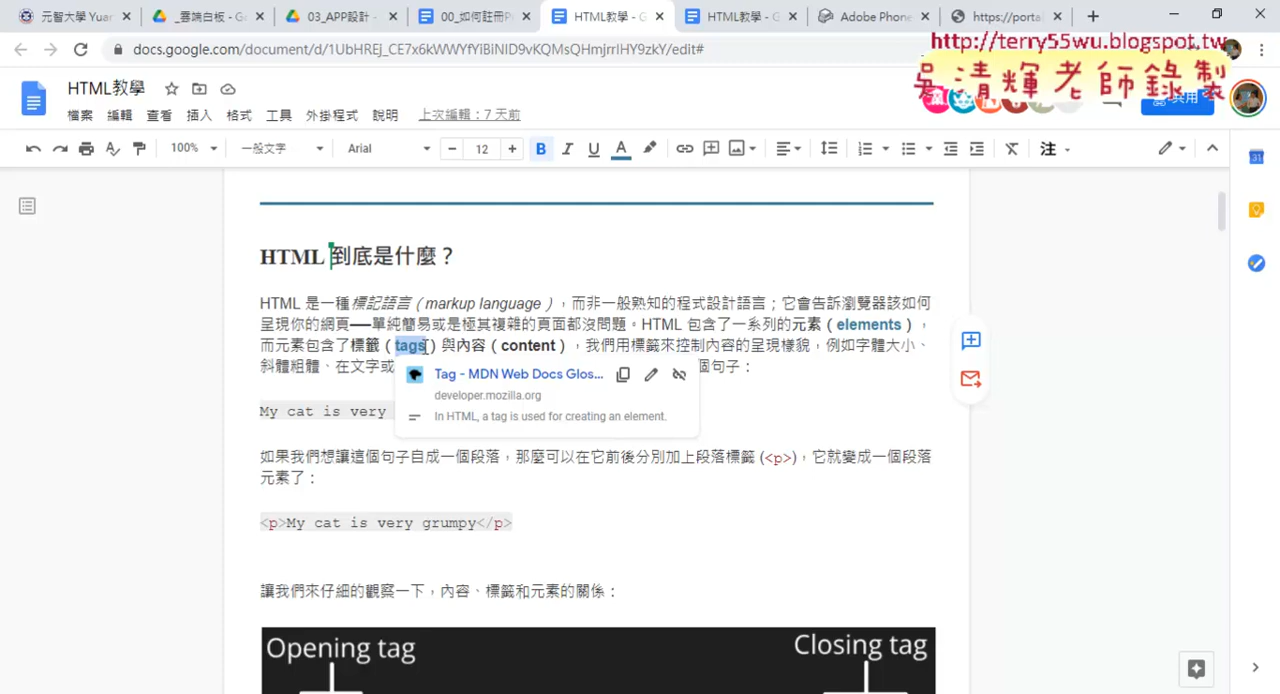 元智大學 Yuan
_雲端白板 - G
03_APP設計 -
00_如何註冊P
HTML教學 - G
HTML教學 - G
Adobe Phone
https://porta
docs.google.com/document/d/1UbHREj_CE7x6kWWYfYiBiNID9vKQMsQHmjrrIHY9zkY/edit#
http://terry55wu.blogspot.tw
吳清輝老師錄製
HTML教學
檔案 編輯 查看 插入 格式 工具 外掛程式 說明 上次編輯：7 天前
共用
100% 一般文字 Arial 12 B I U A 注
HTML 到底是什麼？
HTML 是一種標記語言（markup language），而非一般熟知的程式設計語言；它會告訴瀏覽器該如何
呈現你的網頁──單純簡易或是極其複雜的頁面都沒問題。HTML 包含了一系列的元素（elements），
而元素包含了標籤（tags）與內容（content），我們用標籤來控制內容的呈現樣貌，例如字體大小、
斜體粗體、在文字或 個句子：
Tag - MDN Web Docs Glos...
developer.mozilla.org
In HTML, a tag is used for creating an element.
My cat is very
如果我們想讓這個句子自成一個段落，那麼可以在它前後分別加上段落標籤 (<p>)，它就變成一個段落
元素了：
<p>My cat is very grumpy</p>
讓我們來仔細的觀察一下，內容、標籤和元素的關係：
Opening tag
Closing tag